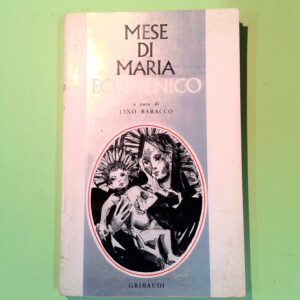 MESE
DI
MARIA
ECUMENICO
a cura di
LINO BARACCO
GRIBAUDI